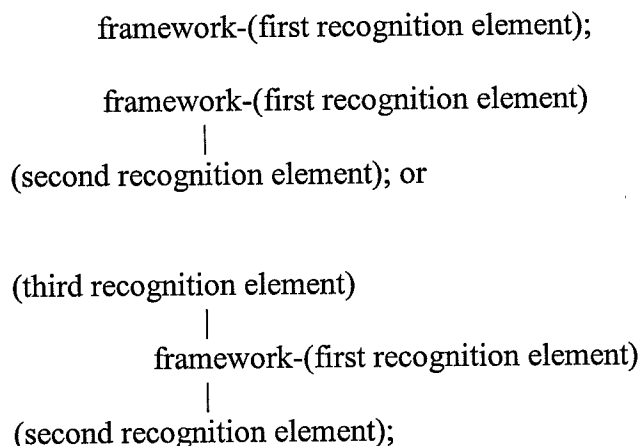 framework-(first recognition element);
framework-(first recognition element)
|
(second recognition element); or
(third recognition element)
|
framework-(first recognition element)
|
(second recognition element);